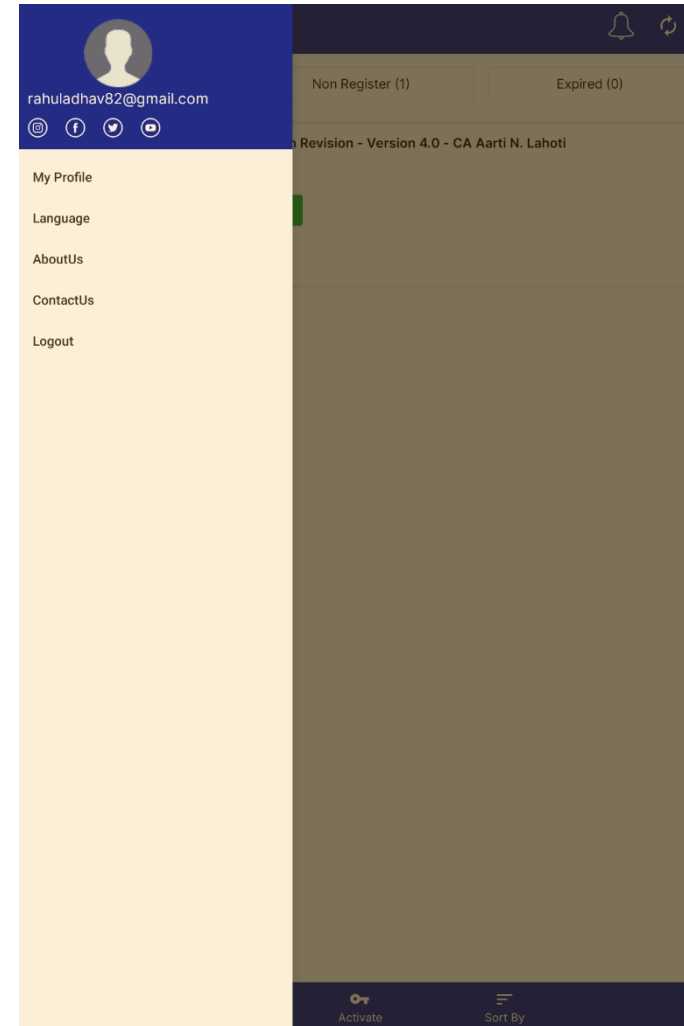 rahuladhav82@gmail.com
My Profile
Language
AboutUs
ContactUs
Logout
Non Register (1)
Expired (0)
Revision - Version 4.0 - CA Aarti N. Lahoti
Activate
Sort By